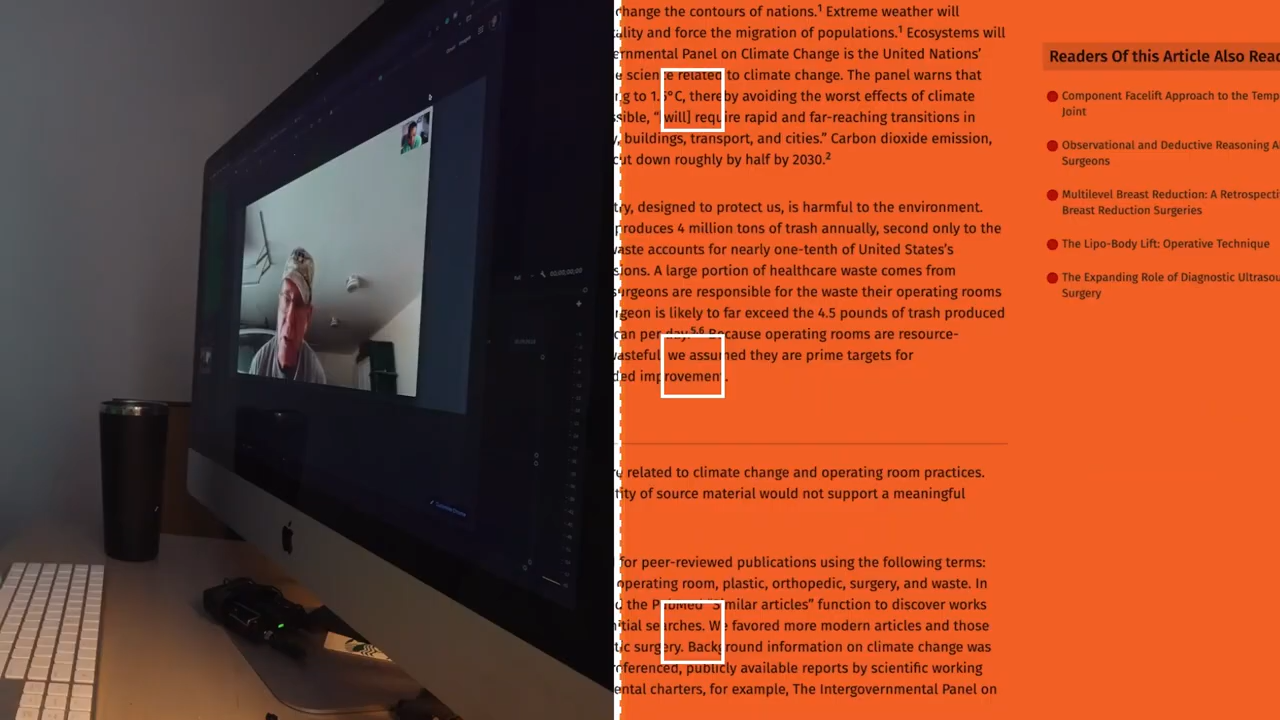 hange the contours of nations.¹ Extreme weather will
ality and force the migration of populations.¹ Ecosystems will
ernmental Panel on Climate Change is the United Nations'
science related to climate change. The panel warns that
g to 1.5°C, thereby avoiding the worst effects of climate
sible, "[will] require rapid and far-reaching transitions in
, buildings, transport, and cities." Carbon dioxide emission,
cut down roughly by half by 2030.²
try, designed to protect us, is harmful to the environment.
produces 4 million tons of trash annually, second only to the
waste accounts for nearly one-tenth of United States's
sions. A large portion of healthcare waste comes from
urgeons are responsible for the waste their operating rooms
geon is likely to far exceed the 4.5 pounds of trash produced
can per day.⁵,⁶ Because operating rooms are resource-
wasteful, we assumed they are prime targets for
ded improvement.
related to climate change and operating room practices.
tity of source material would not support a meaningful
for peer-reviewed publications using the following terms:
operating room, plastic, orthopedic, surgery, and waste. In
d the PubMed "Similar articles" function to discover works
itial searches. We favored more modern articles and those
tic surgery. Background information on climate change was
referenced, publicly available reports by scientific working
ental charters, for example, The Intergovernmental Panel on
Readers Of this Article Also Read
Component Facelift Approach to the Temp
Joint
Observational and Deductive Reasoning A
Surgeons
Multilevel Breast Reduction: A Retrospecti
Breast Reduction Surgeries
The Lipo-Body Lift: Operative Technique
The Expanding Role of Diagnostic Ultrasou
Surgery